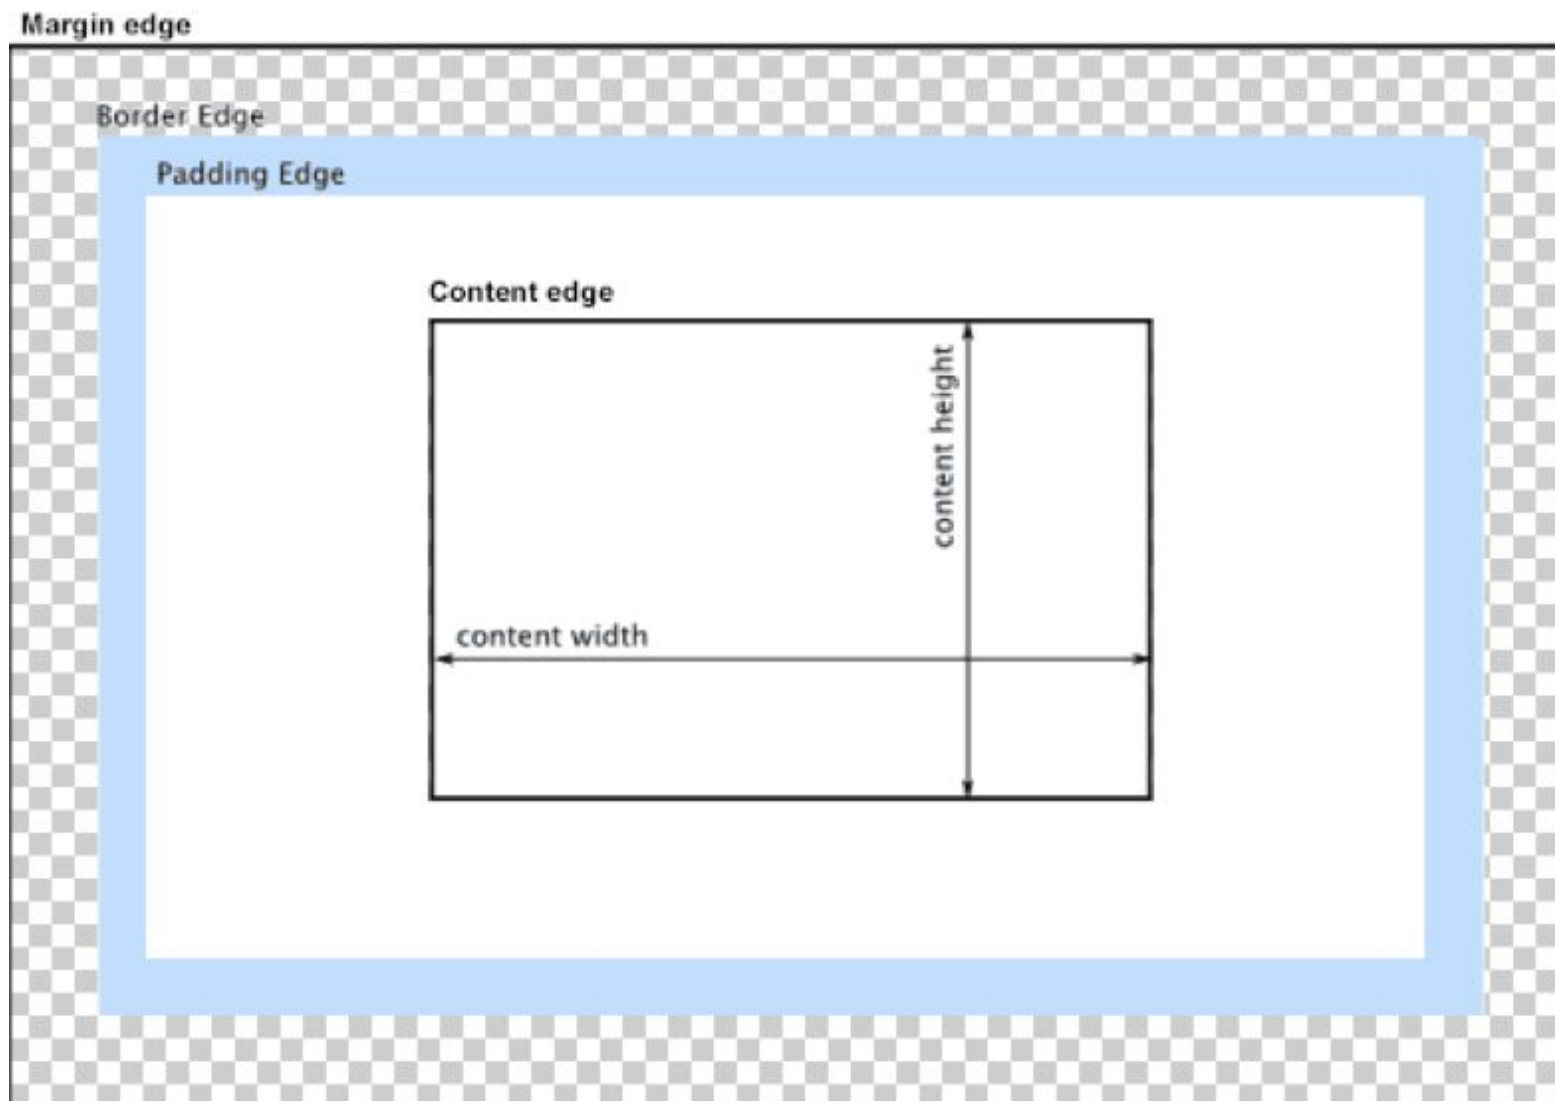 Margin edge
Border Edge
Padding Edge
Content edge
content height
content width